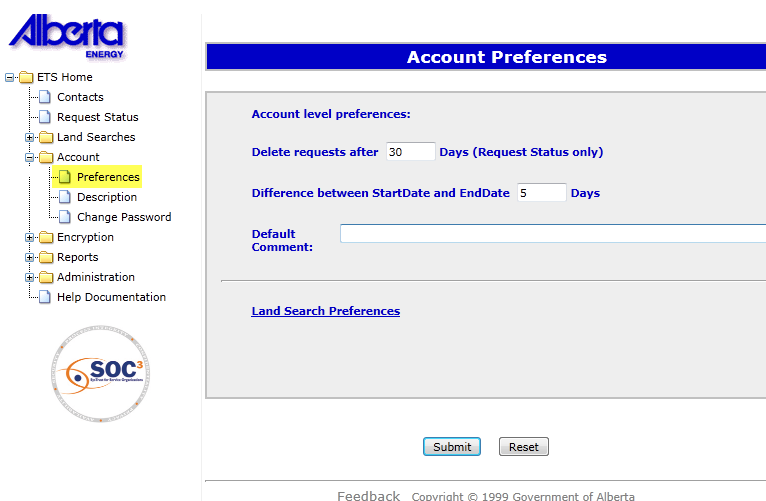 Alberta
ENERGY
ETS Home
Contacts
Request Status
Land Searches
Account
Preferences
Description
Change Password
Encryption
Reports
Administration
Help Documentation
SOC3
SysTrust for Service Organizations
Account Preferences
Account level preferences:
Delete requests after 30 Days (Request Status only)
Difference between StartDate and EndDate 5 Days
Default
Comment:
Land Search Preferences
Submit Reset
Feedback Copyright © 1999 Government of Alberta